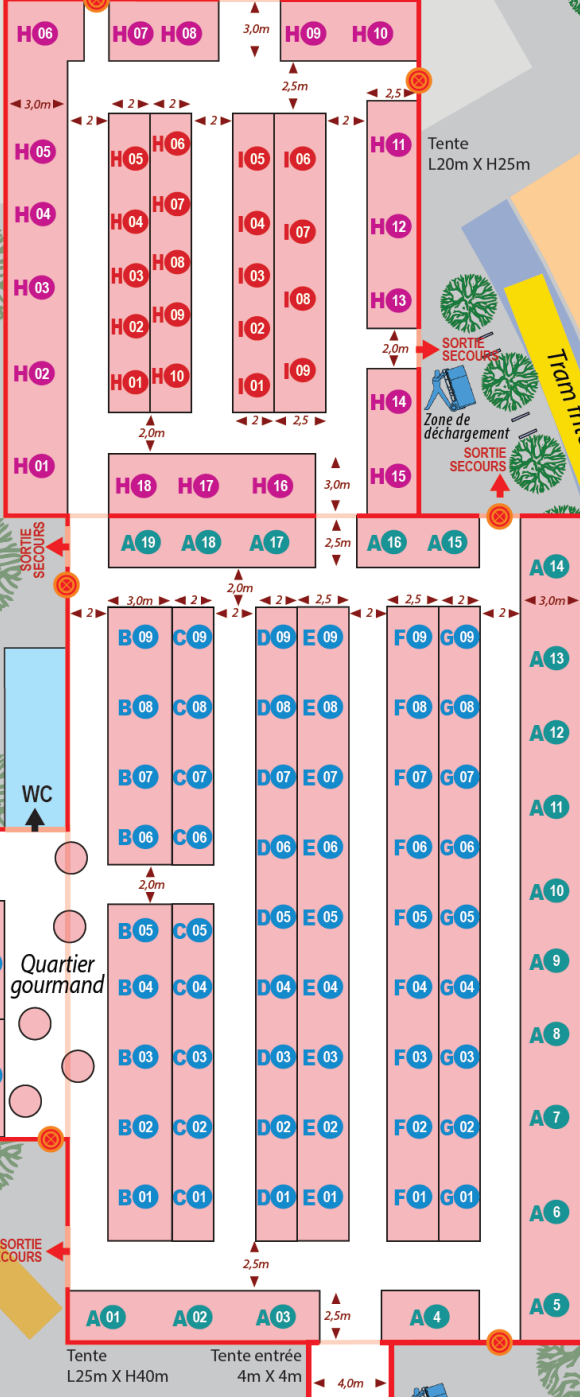 H06 H07 H08 H09 H10
3,0m
2,5m
3,0m 2 2 2,5
2 2 2
H05 H11
Tente
L20m X H25m
H05 H06 I05 I06
H04 H07 I04 I07 H12
H04
H03 H08 I03 I08
H03 H13
H02 H09 I02
2,0m
SORTIE
SECOURS
H02 H01 H10 I01 I09
H14
Zone de
déchargement
Tram
2,0m 2 2,5
SORTIE
SECOURS
H01 H18 H17 H16 3,0m H15
SORTIE
SECOURS
A19 A18 A17 2,5m A16 A15
A14
2,0m
3,0m 2 2 2,5 2,5 2 3,0m
2 2 2 2
B09 C09 D09 E09 F09 G09
A13
B08 C08 D08 E08 F08 G08
A12
B07 C07 D07 E07 F07 G07
WC
A11
B06 C06 D06 E06 F06 G06
2,0m
A10
B05 C05 D05 E05 F05 G05
Quartier
gourmand
A9
B04 C04 D04 E04 F04 G04
A8
B03 C03 D03 E03 F03 G03
A7
B02 C02 D02 E02 F02 G02
B01 C01 D01 E01 F01 G01
A6
SORTIE
COURS
2,5m
A5
A01 A02 A03 2,5m A4
Tente
L25m X H40m
Tente entrée
4m X 4m
4,0m